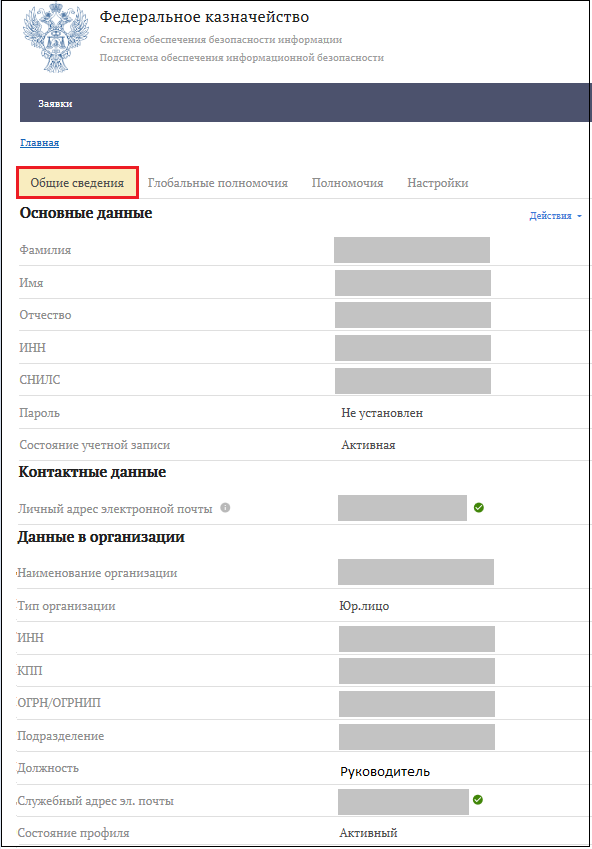 Федеральное казначейство
Система обеспечения безопасности информации
Подсистема обеспечения информационной безопасности
Заявки
Главная
Общие сведения Глобальные полномочия Полномочия Настройки
Основные данные Действия
Фамилия
Имя
Отчество
ИНН
СНИЛС
Пароль Не установлен
Состояние учетной записи Активная
Контактные данные
Личный адрес электронной почты
Данные в организации
Наименование организации
Тип организации Юр.лицо
ИНН
КПП
ОГРН/ОГРНИП
Подразделение
Должность Руководитель
Служебный адрес эл. почты
Состояние профиля Активный